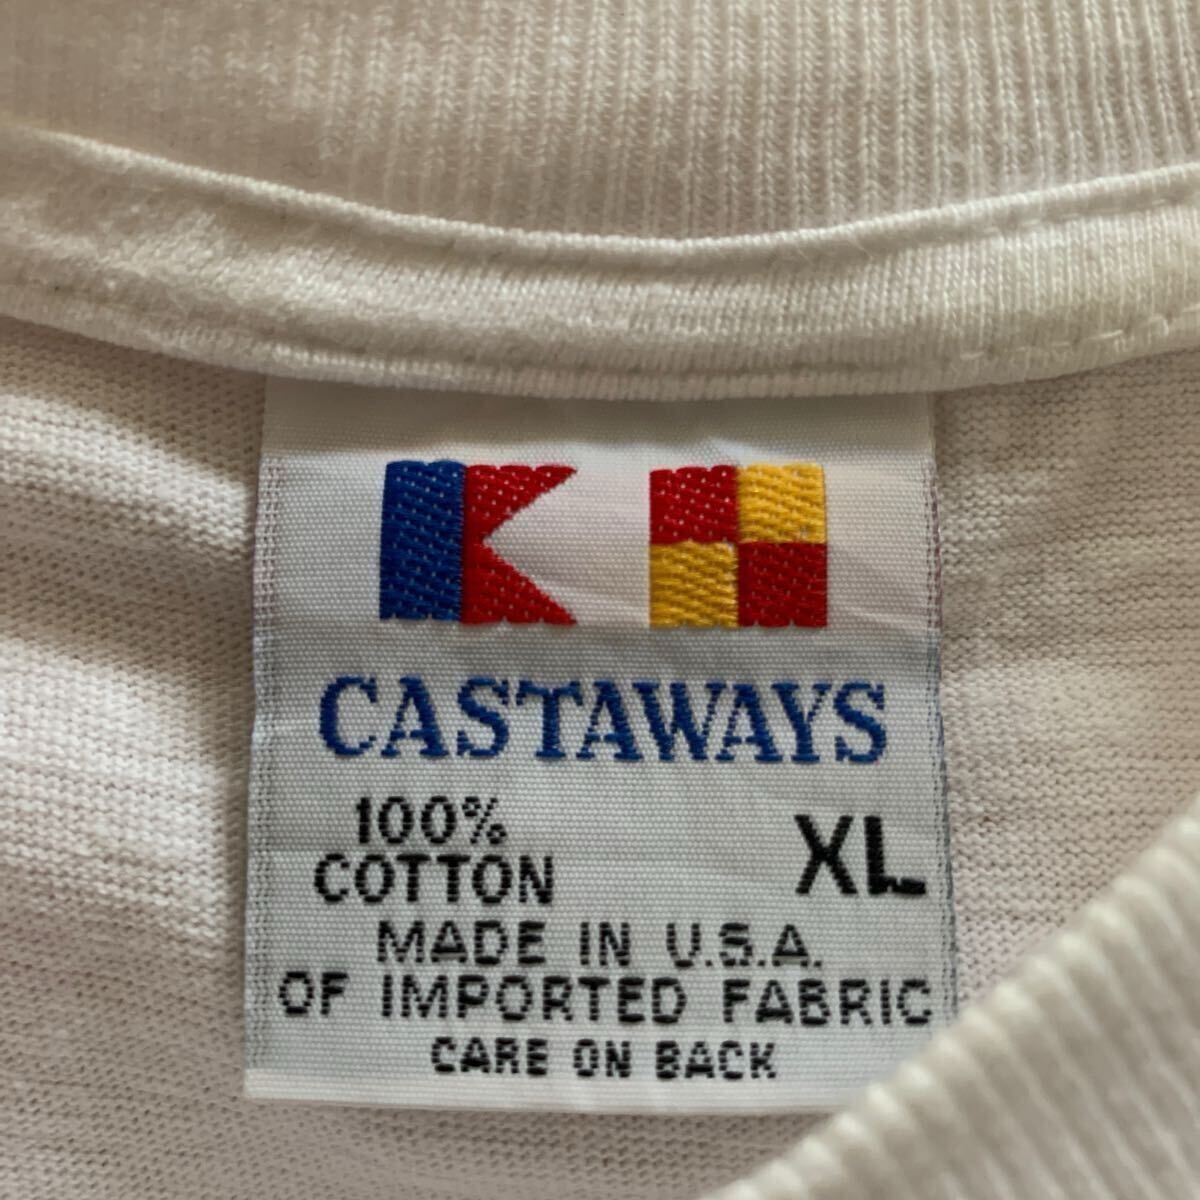 CASTAWAYS
100%
COTTON
XL
MADE IN U.S.A.
OF IMPORTED FABRIC
CARE ON BACK